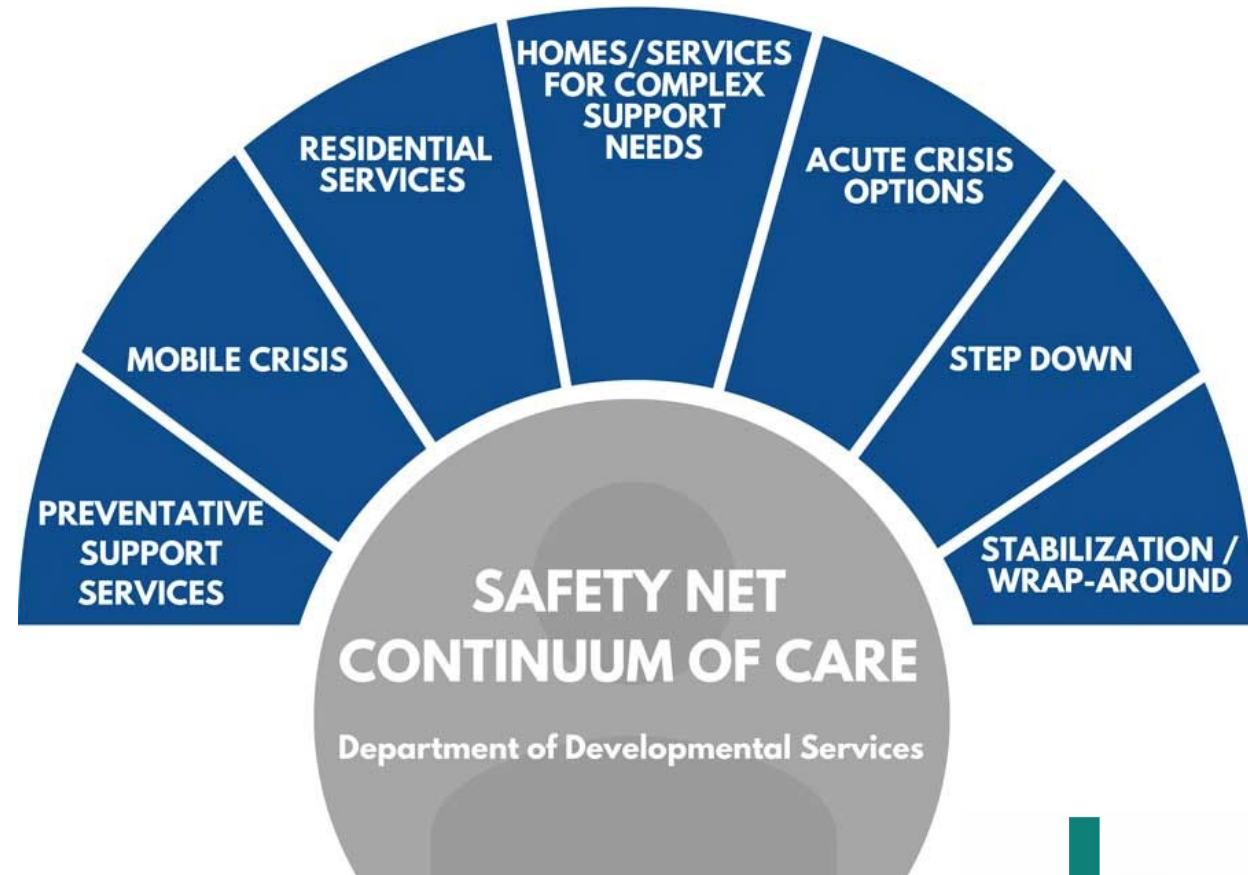 PREVENTATIVE
SUPPORT
SERVICES
MOBILE CRISIS
RESIDENTIAL
SERVICES
HOMES/SERVICES
FOR COMPLEX
SUPPORT
NEEDS
ACUTE CRISIS
OPTIONS
STEP DOWN
STABILIZATION /
WRAP-AROUND
SAFETY NET
CONTINUUM OF CARE
Department of Developmental Services